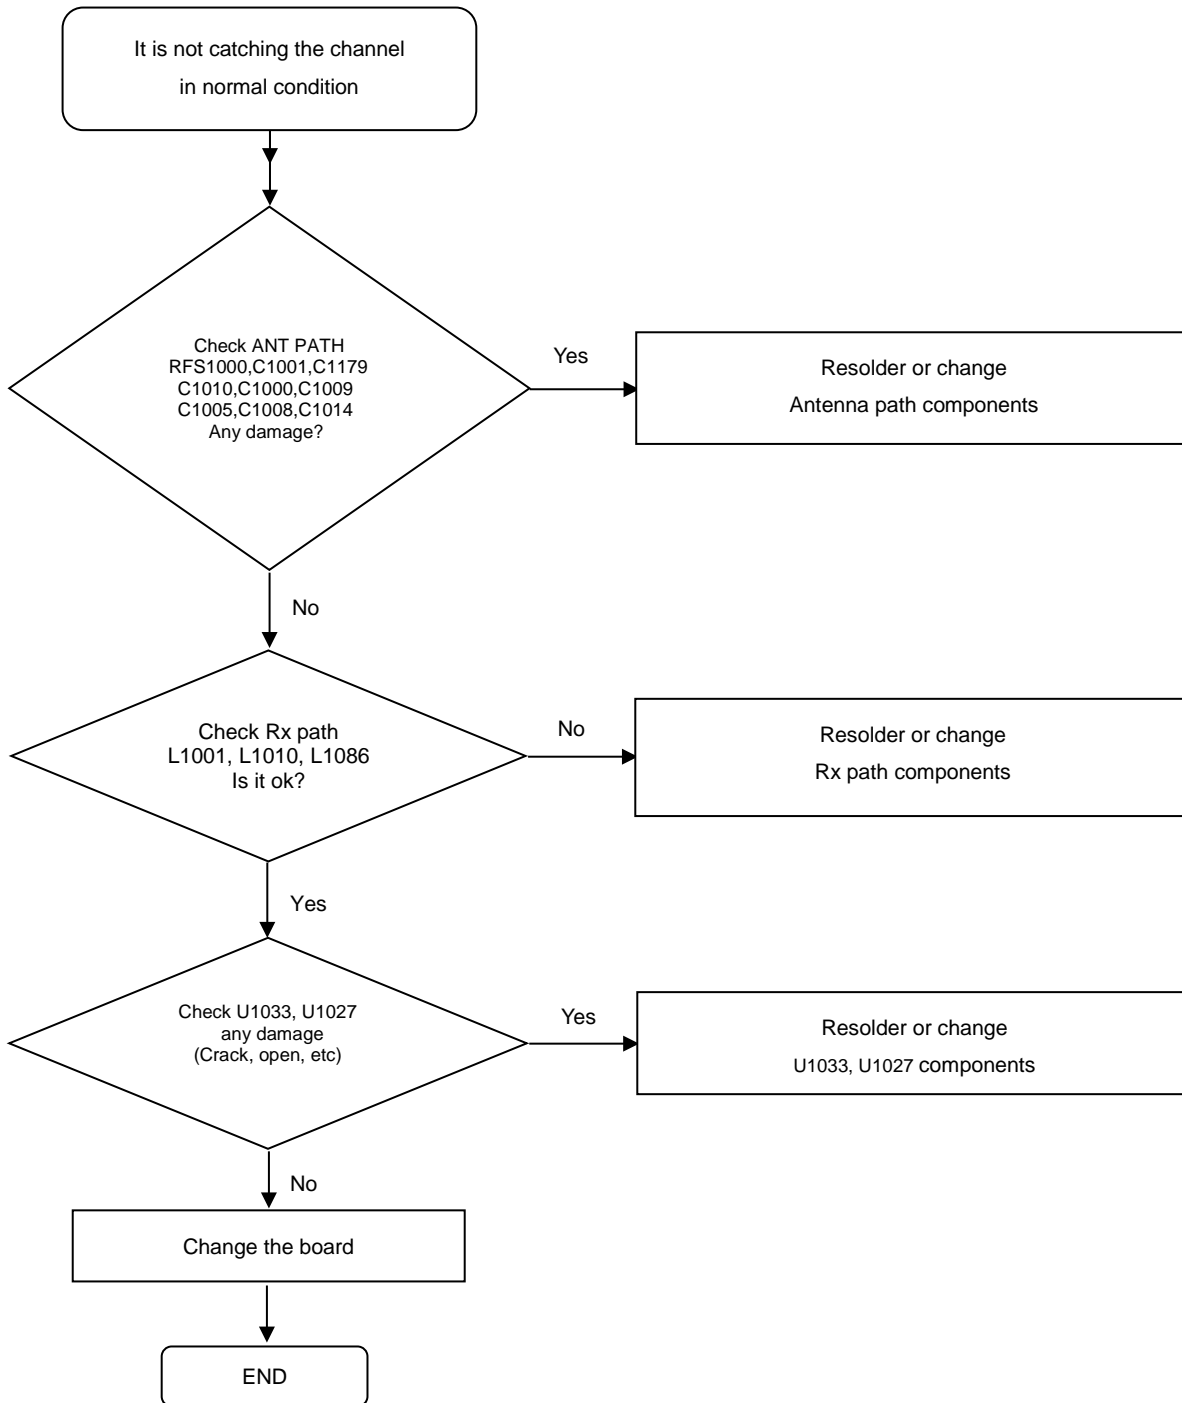 It is not catching the channel
in normal condition
Check ANT PATH
RFS1000,C1001,C1179
C1010,C1000,C1009
C1005,C1008,C1014
Any damage?
Yes
Resolder or change
Antenna path components
No
Check Rx path
L1001, L1010, L1086
Is it ok?
No
Resolder or change
Rx path components
Yes
Check U1033, U1027
any damage
(Crack, open, etc)
Yes
Resolder or change
U1033, U1027 components
No
Change the board
END